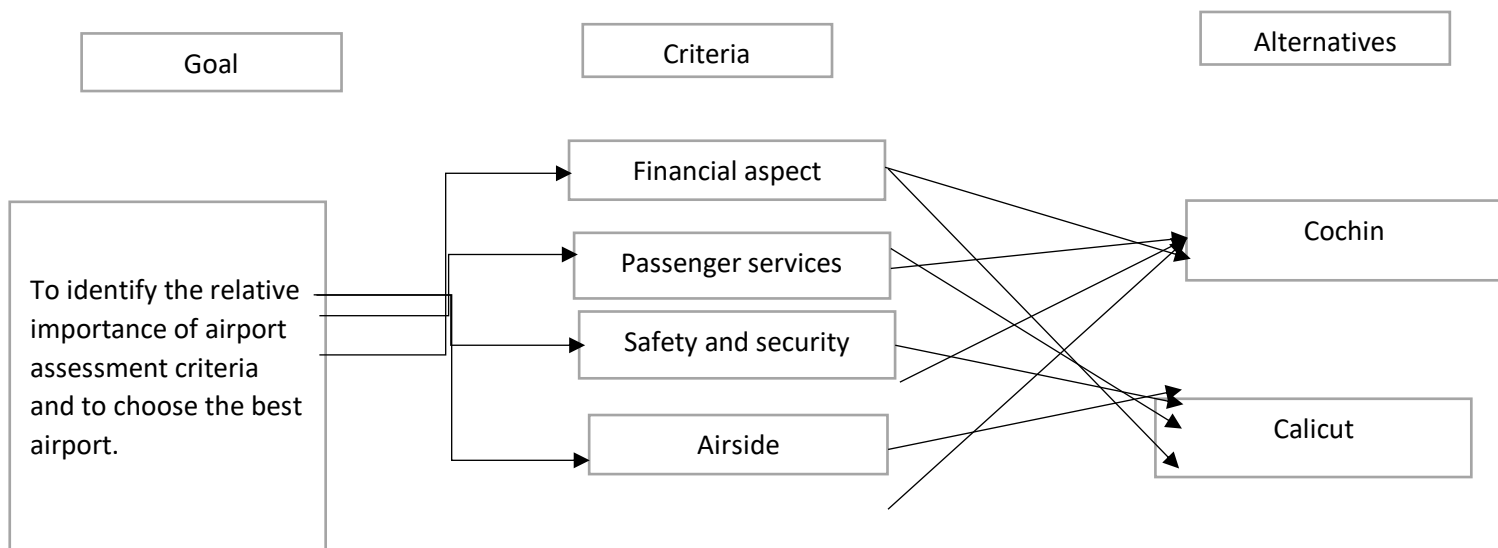 Goal
Criteria
Alternatives
Financial aspect
Passenger services
Safety and security
Airside
To identify the relative
importance of airport
assessment criteria
and to choose the best
airport.
Cochin
Calicut